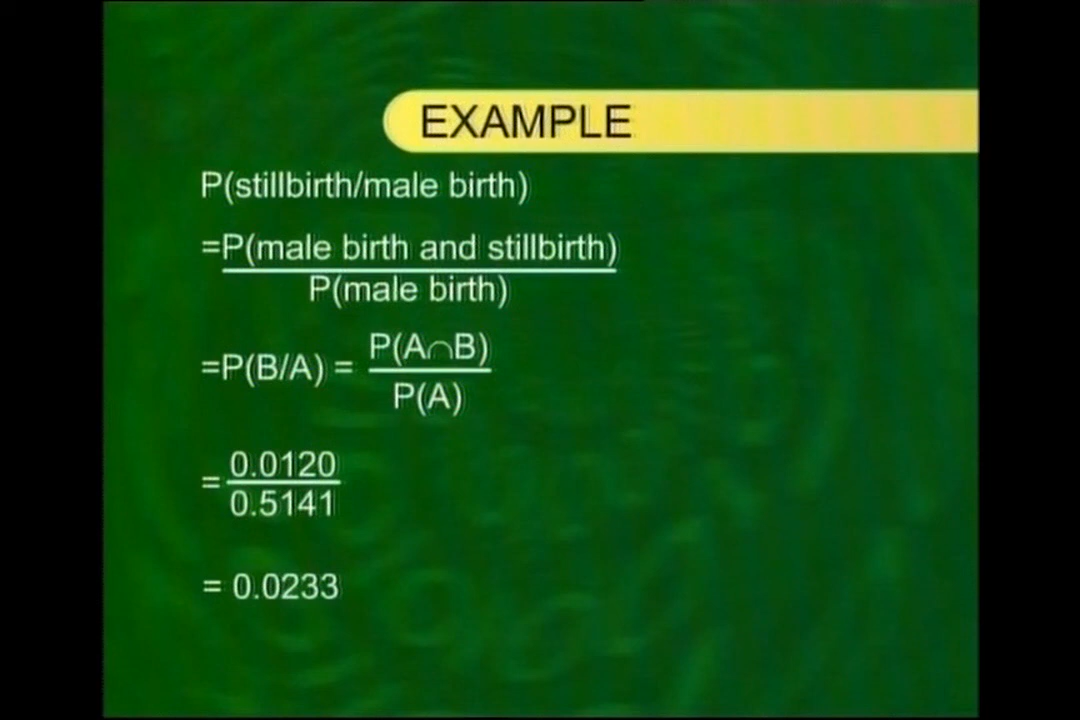 EXAMPLE
P(stillbirth/male birth)
=P(male birth and stillbirth)
P(male birth)
=P(B/A) = P(A∩B)
P(A)
= 0.0120
0.5141
= 0.0233